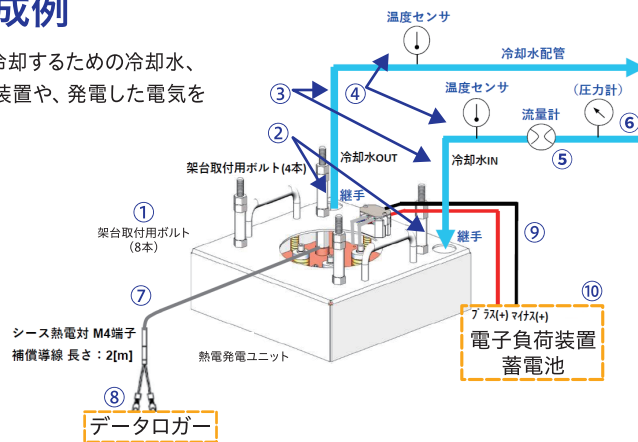 成例
冷却するための冷却水、
装置や、発電した電気を
温度センサ
冷却水配管
③
④
温度センサ
流量計
(圧力計)
⑥
⑤
②
架台取付用ボルト(4本)
冷却水OUT
冷却水IN
継手
継手
①
架台取付用ボルト
(8本)
⑨
⑦
⑩
プラス(+) マイナス(+)
電子負荷装置
蓄電池
シース熱電対 M4端子
補償導線 長さ:2[m]
熱電発電ユニット
⑧
データロガー